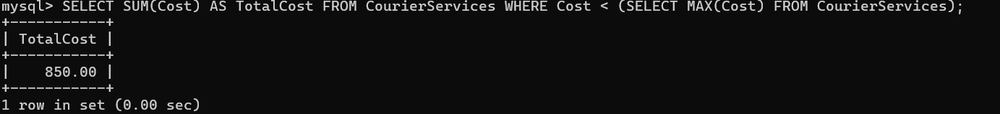 mysql> SELECT SUM(Cost) AS TotalCost FROM CourierServices WHERE Cost < (SELECT MAX(Cost) FROM CourierServices);
+-----------+
| TotalCost |
+-----------+
|    850.00 |
+-----------+
1 row in set (0.00 sec)